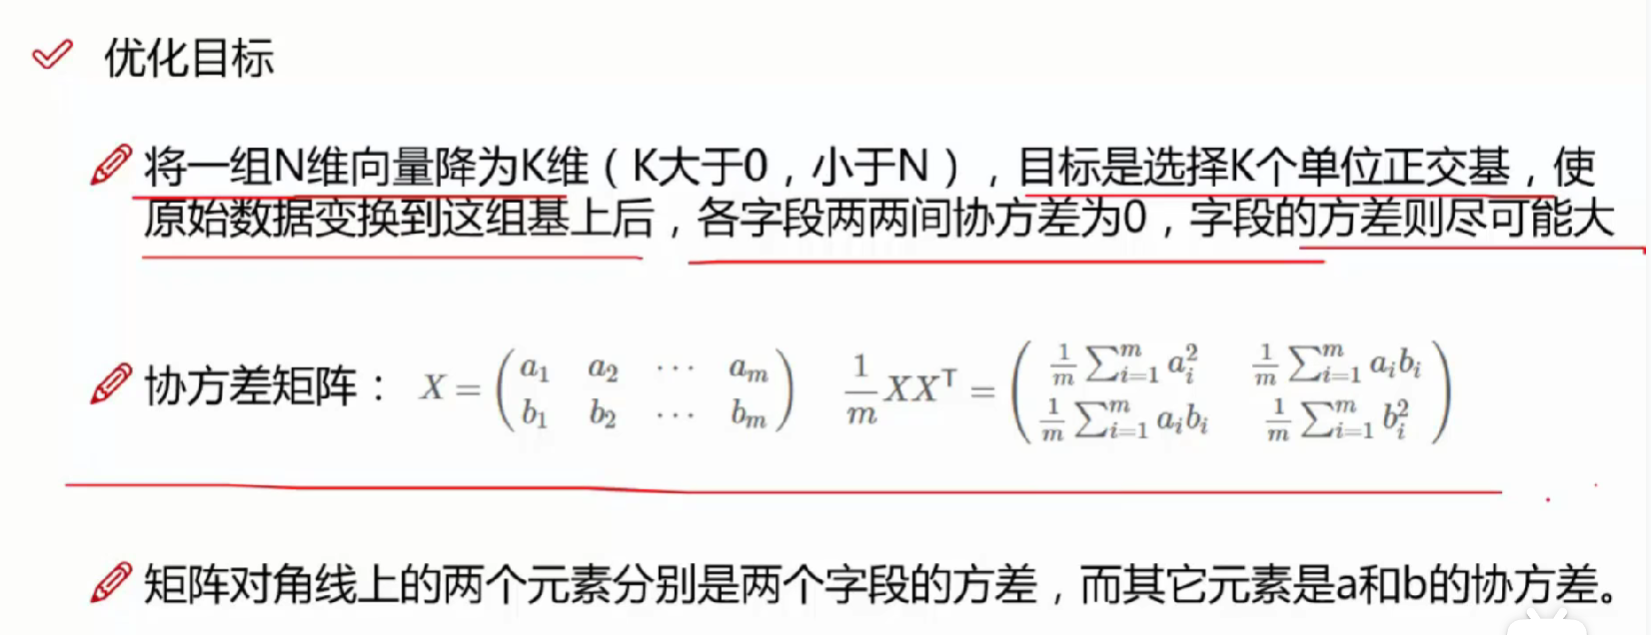 优化目标
将一组N维向量降为K维（K大于0，小于N），目标是选择K个单位正交基，使
原始数据变换到这组基上后，各字段两两间协方差为0，字段的方差则尽可能大
协方差矩阵： $X = \begin{pmatrix} a_1 & a_2 & \cdots & a_m \\ b_1 & b_2 & \cdots & b_m \end{pmatrix}$ $\frac{1}{m}XX^{\mathsf{T}} = \begin{pmatrix} \frac{1}{m}\sum_{i=1}^{m} a_i^2 & \frac{1}{m}\sum_{i=1}^{m} a_i b_i \\ \frac{1}{m}\sum_{i=1}^{m} a_i b_i & \frac{1}{m}\sum_{i=1}^{m} b_i^2 \end{pmatrix}$
矩阵对角线上的两个元素分别是两个字段的方差，而其它元素是a和b的协方差。